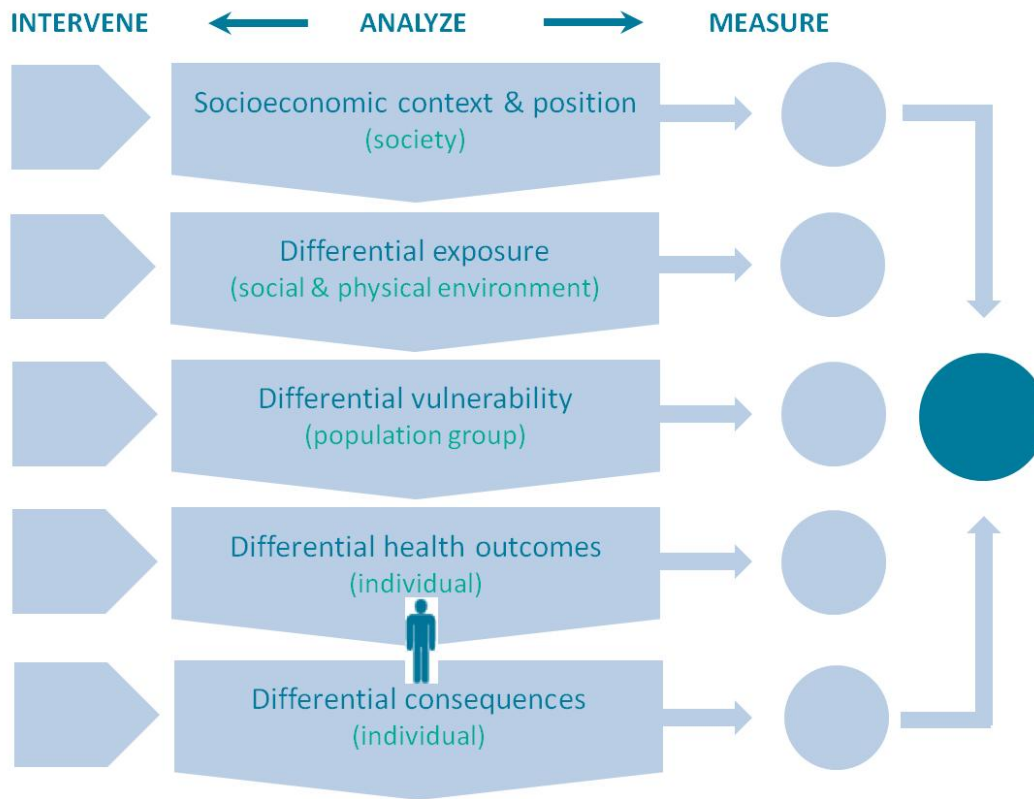 INTERVENE ANALYZE MEASURE
Socioeconomic context & position
(society)
Differential exposure
(social & physical environment)
Differential vulnerability
(population group)
Differential health outcomes
(individual)
Differential consequences
(individual)